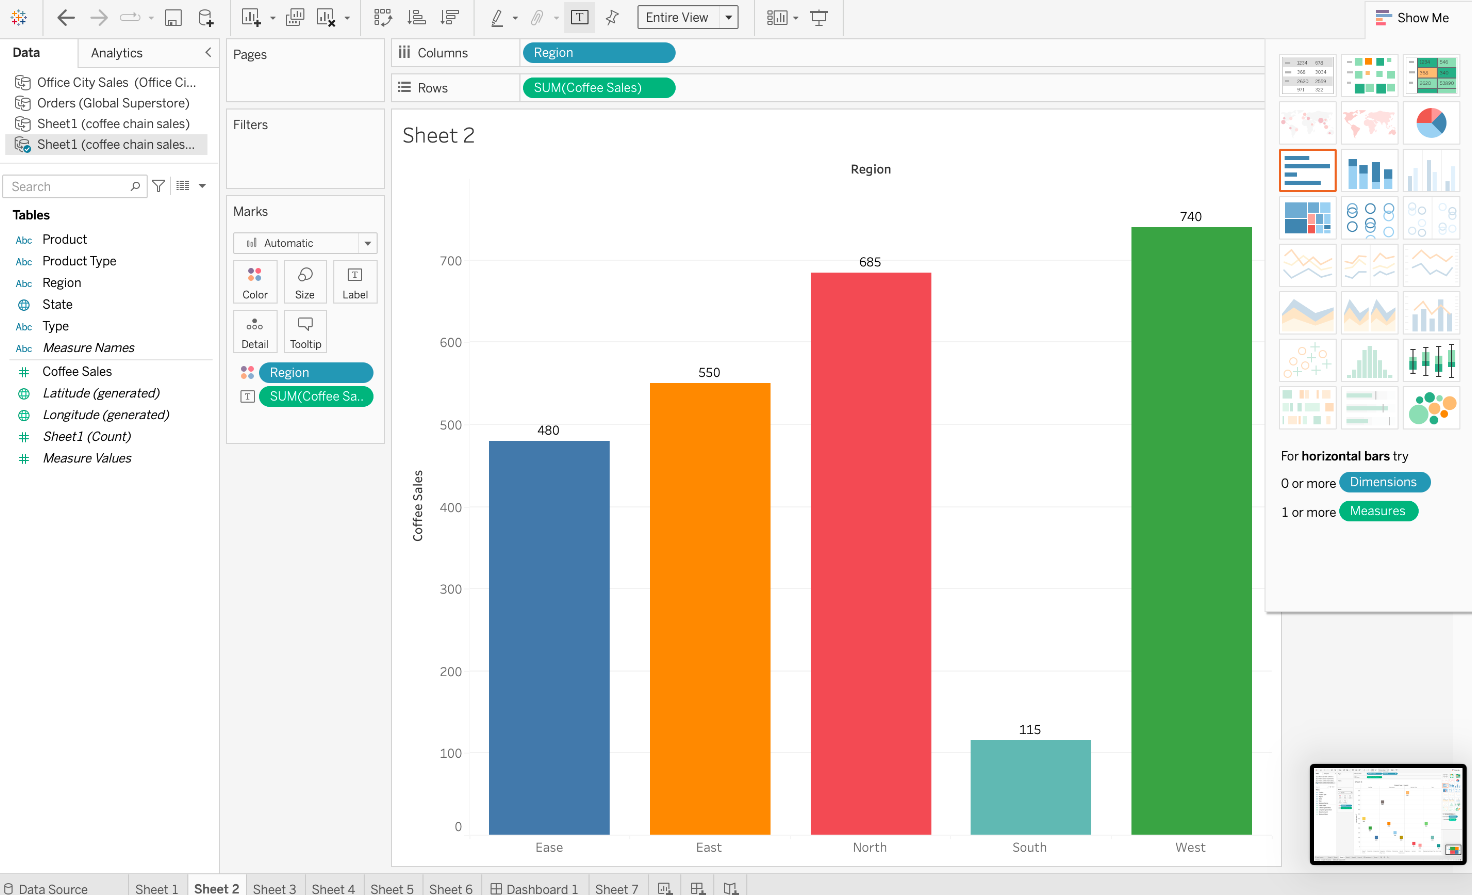 Entire View
Show Me
Data
Analytics
Office City Sales (Office Ci...
Orders (Global Superstore)
Sheet1 (coffee chain sales)
Sheet1 (coffee chain sales...
Search
Tables
Abc Product
Abc Product Type
Abc Region
State
Abc Type
Abc Measure Names
Coffee Sales
Latitude (generated)
Longitude (generated)
Sheet1 (Count)
Measure Values
Pages
Filters
Marks
Automatic
Color
Size
Label
Detail
Tooltip
Region
SUM(Coffee Sa..
Columns
Region
Rows
SUM(Coffee Sales)
Sheet 2
Region
Coffee Sales
700
600
500
400
300
200
100
0
480
550
685
115
740
Ease
East
North
South
West
For horizontal bars try
0 or more Dimensions
1 or more Measures
Data Source
Sheet 1
Sheet 2
Sheet 3
Sheet 4
Sheet 5
Sheet 6
Dashboard 1
Sheet 7